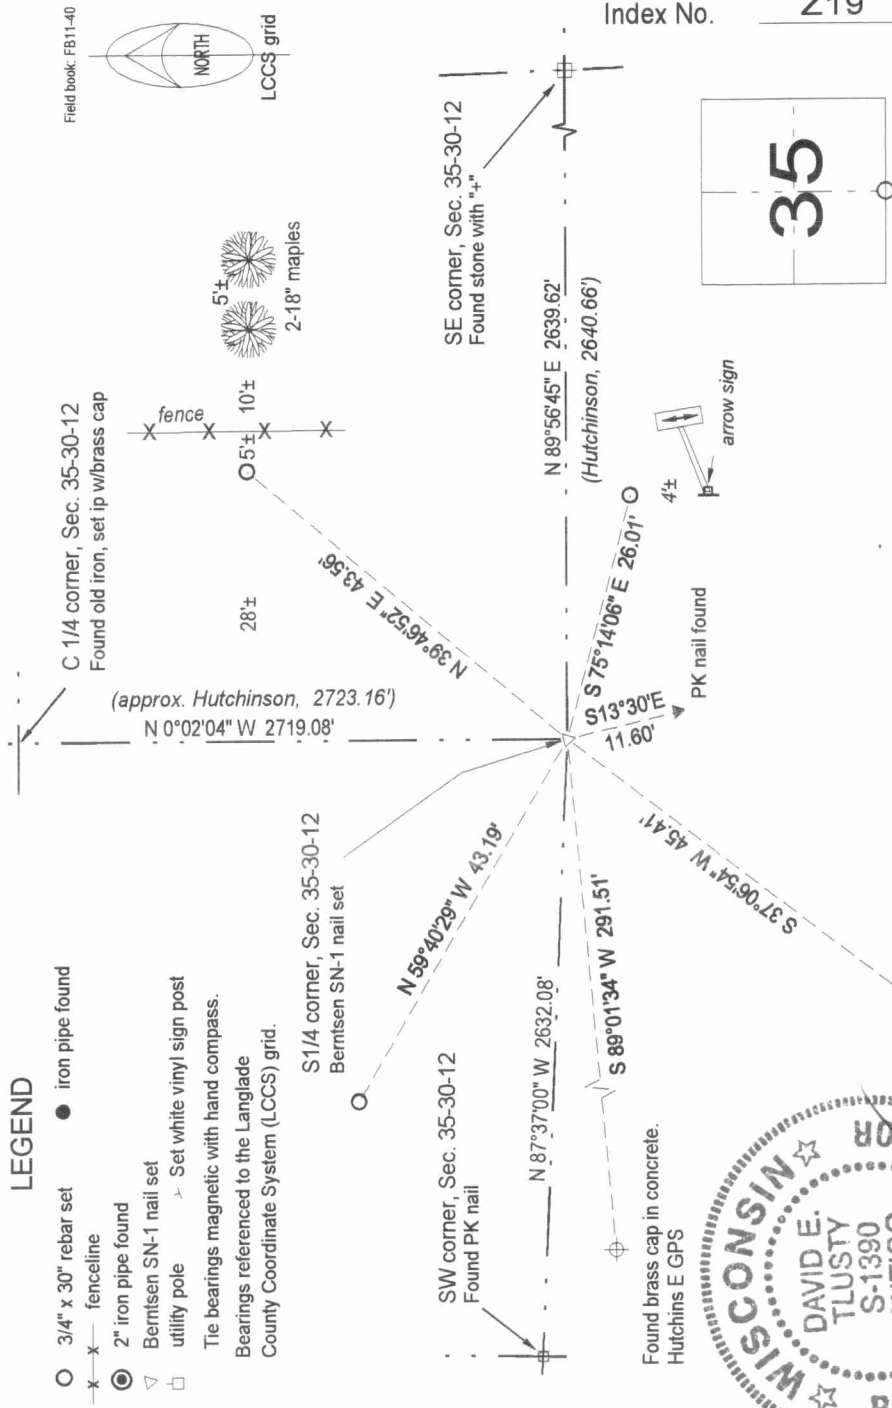 Index No. 219
Field book: FB11-40
NORTH
LCCS grid
LEGEND
3/4" x 30" rebar set
iron pipe found
fenceline
2" iron pipe found
Berntsen SN-1 nail set
utility pole
Set white vinyl sign post
Tie bearings magnetic with hand compass.
Bearings referenced to the Langlade
County Coordinate System (LCCS) grid.
C 1/4 corner, Sec. 35-30-12
Found old iron, set ip w/brass cap
(approx. Hutchinson, 2723.16')
N 0°02'04" W 2719.08'
fence
5'±
10'±
5'±
2-18" maples
28'±
N 39°46'52" E 43.56'
S1/4 corner, Sec. 35-30-12
Berntsen SN-1 nail set
N 59°40'29" W 43.19'
SE corner, Sec. 35-30-12
Found stone with "+"
N 89°56'45" E 2639.62'
(Hutchinson, 2640.66')
SW corner, Sec. 35-30-12
Found PK nail
N 87°37'00" W 2632.08'
S 89°01'34" W 291.51'
S 75°14'06" E 26.01'
4'±
arrow sign
S13°30'E
11.60'
PK nail found
S 37°06'54" W 45.41'
Found brass cap in concrete.
Hutchins E GPS
35
WISCONSIN
DAVID E.
TLUSTY
S-1390